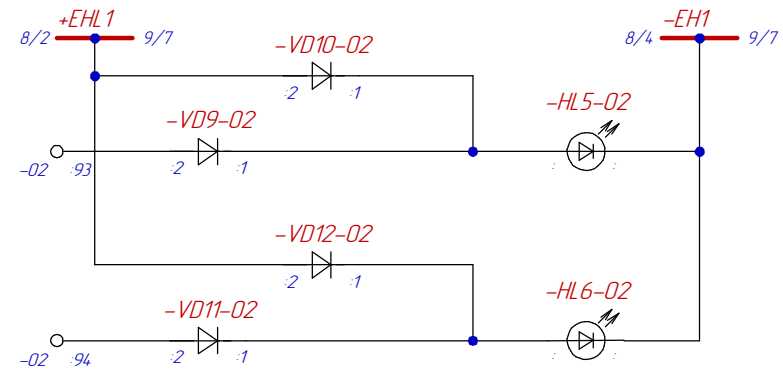 +EHL1 -EH1
8/2 9/7 8/4 9/7
-VD10-02
:2 :1
-HL5-02
-VD9-02
-02 :93 :2 :1 : :
-VD12-02
:2 :1
-HL6-02
-VD11-02
-02 :94 :2 :1 : :